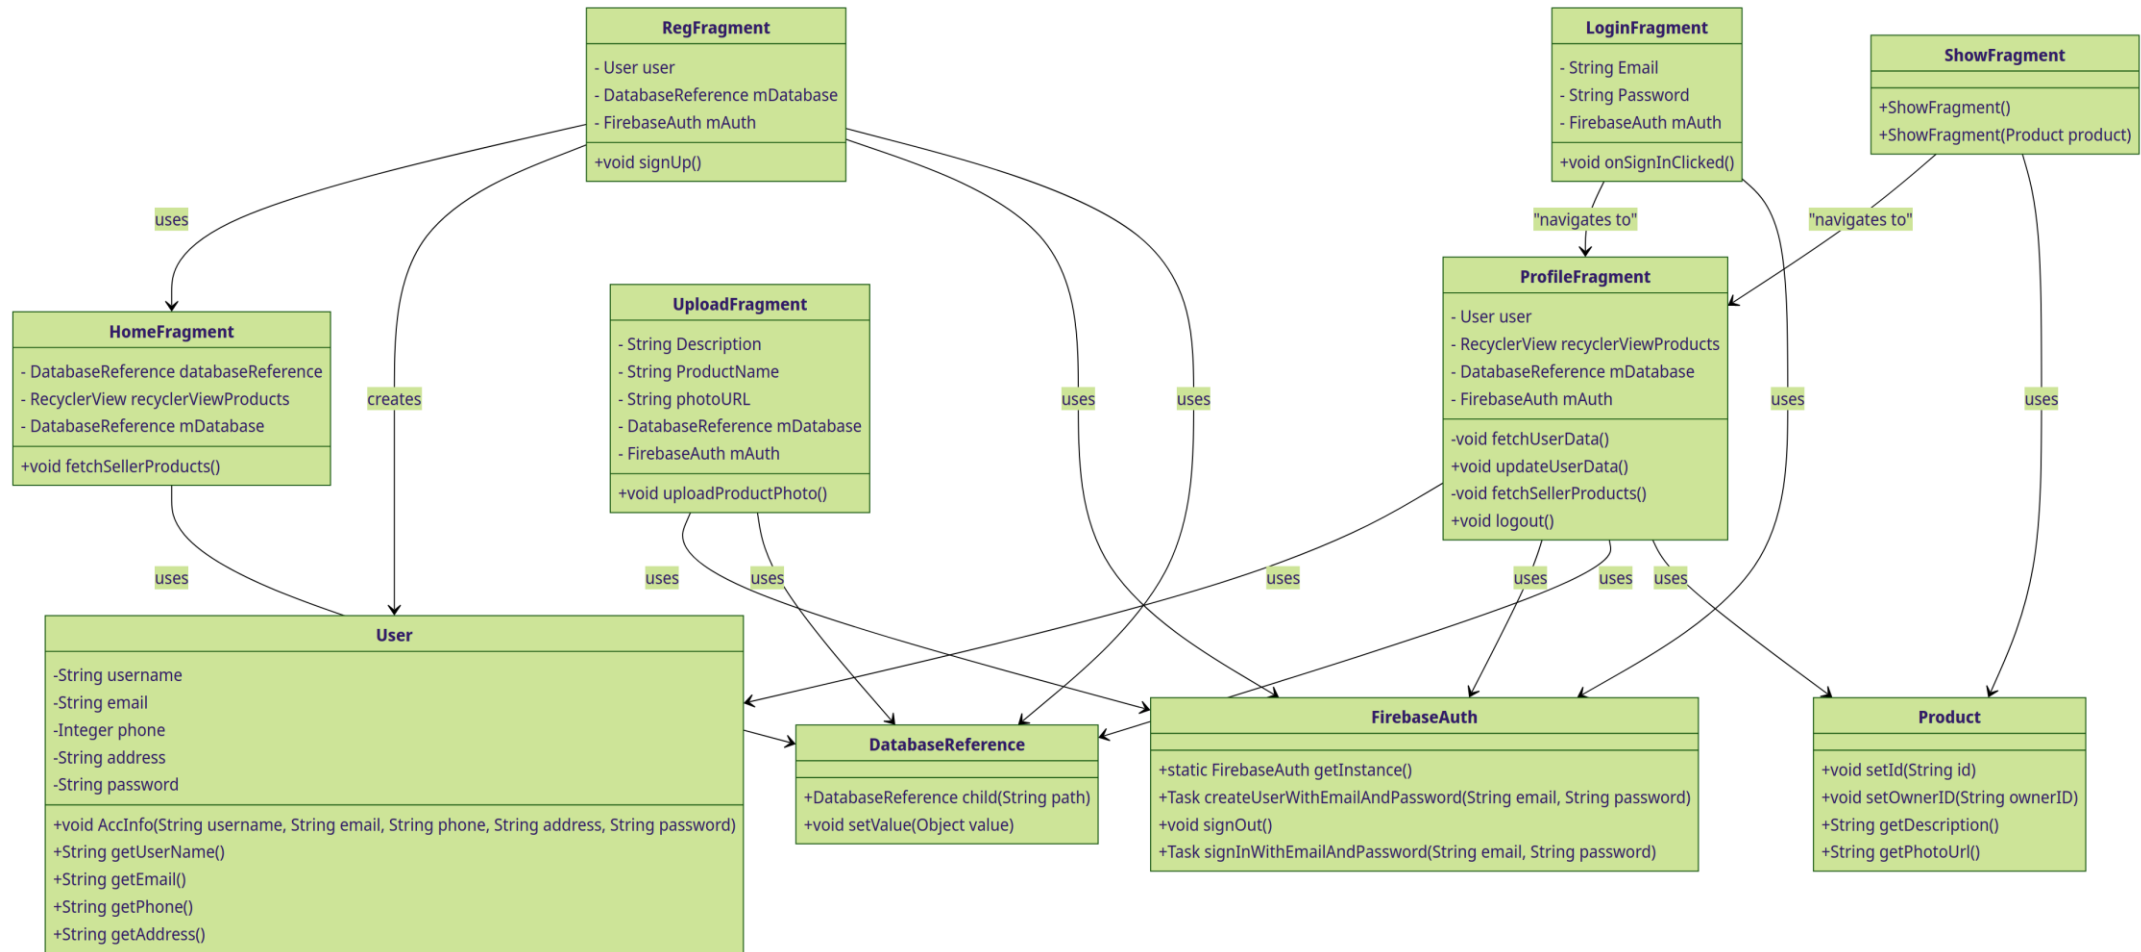 RegFragment
- User user
- DatabaseReference mDatabase
- FirebaseAuth mAuth
+void signUp()
LoginFragment
- String Email
- String Password
- FirebaseAuth mAuth
+void onSignInClicked()
ShowFragment
+ShowFragment()
+ShowFragment(Product product)
uses
"navigates to"
"navigates to"
HomeFragment
- DatabaseReference databaseReference
- RecyclerView recyclerViewProducts
- DatabaseReference mDatabase
+void fetchSellerProducts()
creates
UploadFragment
- String Description
- String ProductName
- String photoURL
- DatabaseReference mDatabase
- FirebaseAuth mAuth
+void uploadProductPhoto()
uses
uses
ProfileFragment
- User user
- RecyclerView recyclerViewProducts
- DatabaseReference mDatabase
- FirebaseAuth mAuth
-void fetchUserData()
+void updateUserData()
-void fetchSellerProducts()
+void logout()
uses
uses
uses
uses
uses
uses
uses
uses
uses
User
-String username
-String email
-Integer phone
-String address
-String password
+void AccInfo(String username, String email, String phone, String address, String password)
+String getUserName()
+String getEmail()
+String getPhone()
+String getAddress()
DatabaseReference
+DatabaseReference child(String path)
+void setValue(Object value)
FirebaseAuth
+static FirebaseAuth getInstance()
+Task createUserWithEmailAndPassword(String email, String password)
+void signOut()
+Task signInWithEmailAndPassword(String email, String password)
Product
+void setId(String id)
+void setOwnerID(String ownerID)
+String getDescription()
+String getPhotoUrl()